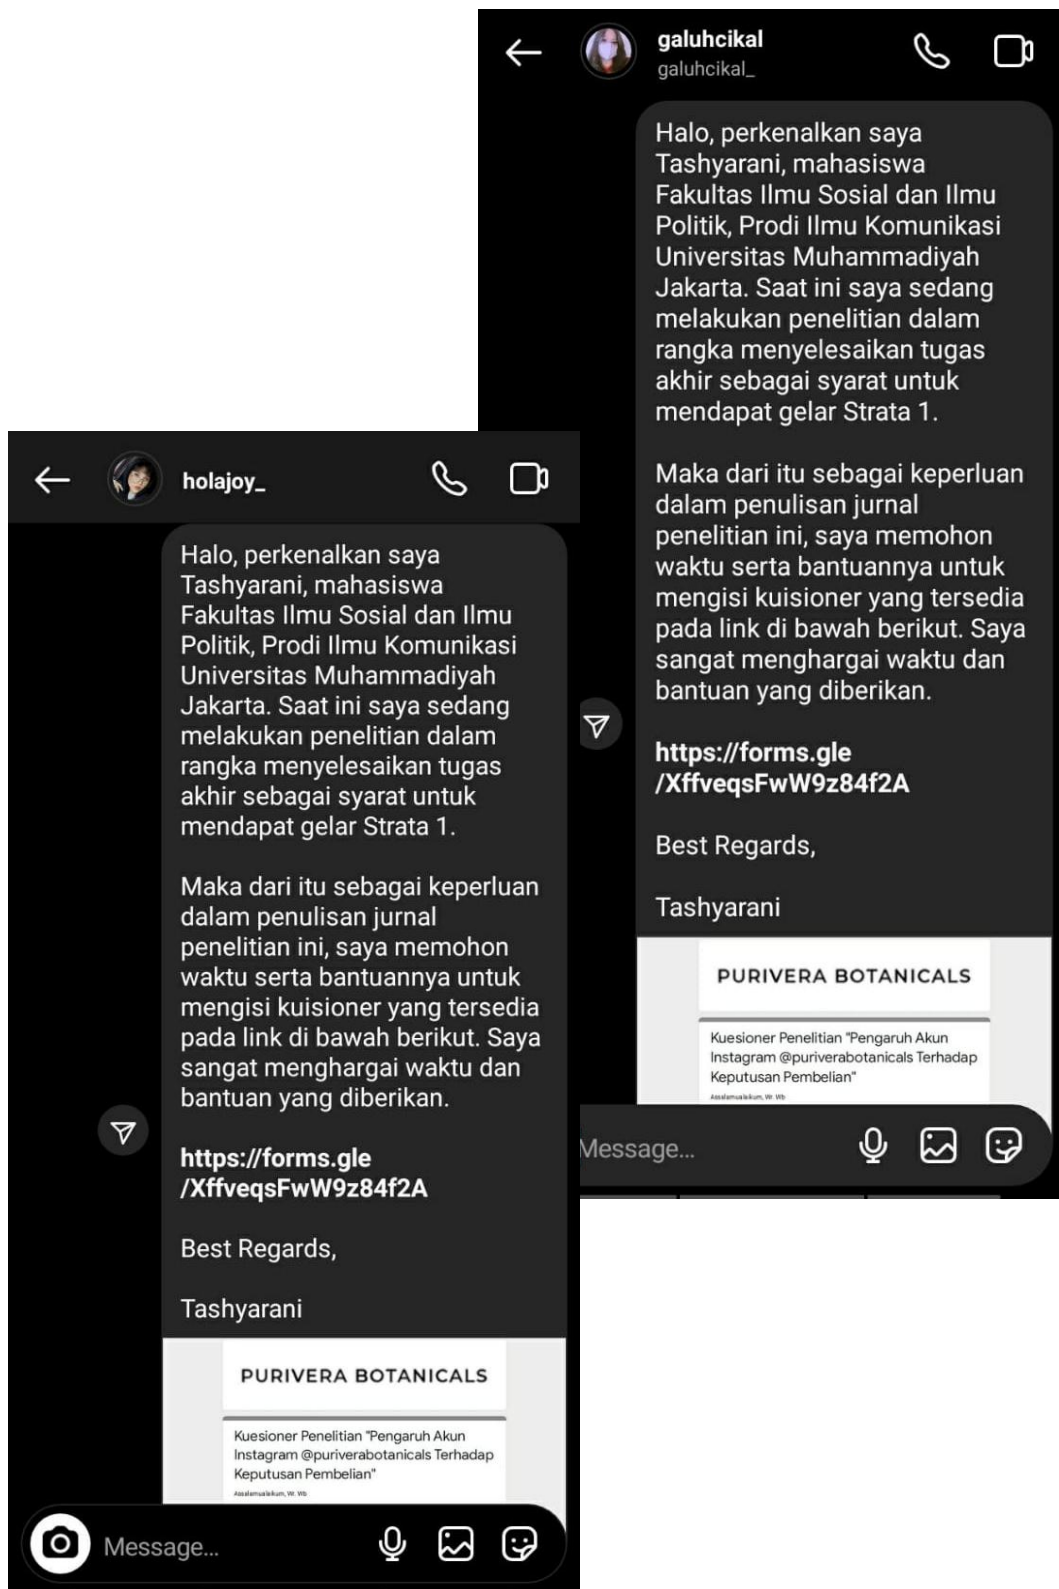 galuhcikal
galuhcikal_
Halo, perkenalkan saya
Tashyarani, mahasiswa
Fakultas Ilmu Sosial dan Ilmu
Politik, Prodi Ilmu Komunikasi
Universitas Muhammadiyah
Jakarta. Saat ini saya sedang
melakukan penelitian dalam
rangka menyelesaikan tugas
akhir sebagai syarat untuk
mendapat gelar Strata 1.
Maka dari itu sebagai keperluan
dalam penulisan jurnal
penelitian ini, saya memohon
waktu serta bantuannya untuk
mengisi kuisioner yang tersedia
pada link di bawah berikut. Saya
sangat menghargai waktu dan
bantuan yang diberikan.
https://forms.gle
/XffveqsFwW9z84f2A
Best Regards,
Tashyarani
PURIVERA BOTANICALS
Kuesioner Penelitian "Pengaruh Akun
Instagram @puriverabotanicals Terhadap
Keputusan Pembelian"
Assalamualaikum, Wr. Wb
Message...
holajoy_
Halo, perkenalkan saya
Tashyarani, mahasiswa
Fakultas Ilmu Sosial dan Ilmu
Politik, Prodi Ilmu Komunikasi
Universitas Muhammadiyah
Jakarta. Saat ini saya sedang
melakukan penelitian dalam
rangka menyelesaikan tugas
akhir sebagai syarat untuk
mendapat gelar Strata 1.
Maka dari itu sebagai keperluan
dalam penulisan jurnal
penelitian ini, saya memohon
waktu serta bantuannya untuk
mengisi kuisioner yang tersedia
pada link di bawah berikut. Saya
sangat menghargai waktu dan
bantuan yang diberikan.
https://forms.gle
/XffveqsFwW9z84f2A
Best Regards,
Tashyarani
PURIVERA BOTANICALS
Kuesioner Penelitian "Pengaruh Akun
Instagram @puriverabotanicals Terhadap
Keputusan Pembelian"
Assalamualaikum, Wr. Wb
Message...